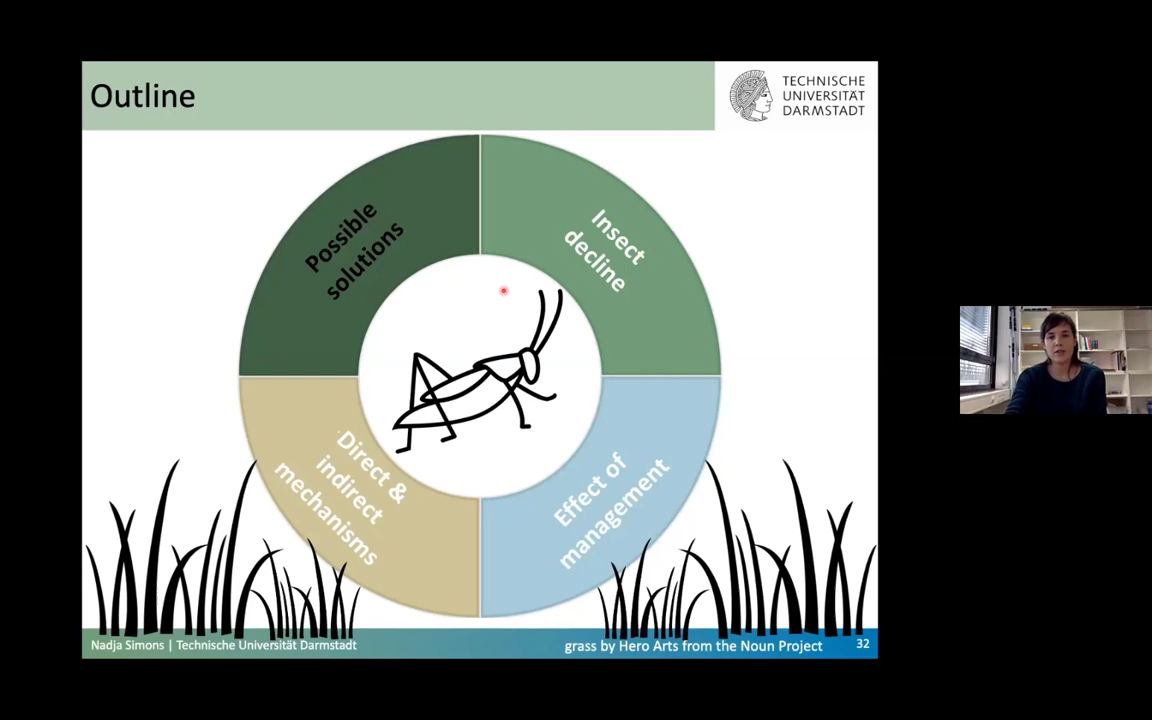 Outline
TECHNISCHE
UNIVERSITÄT
DARMSTADT
Possible
solutions
Insect
decline
Direct &
indirect
mechanisms
Effect of
management
Nadja Simons | Technische Universität Darmstadt
grass by Hero Arts from the Noun Project
32